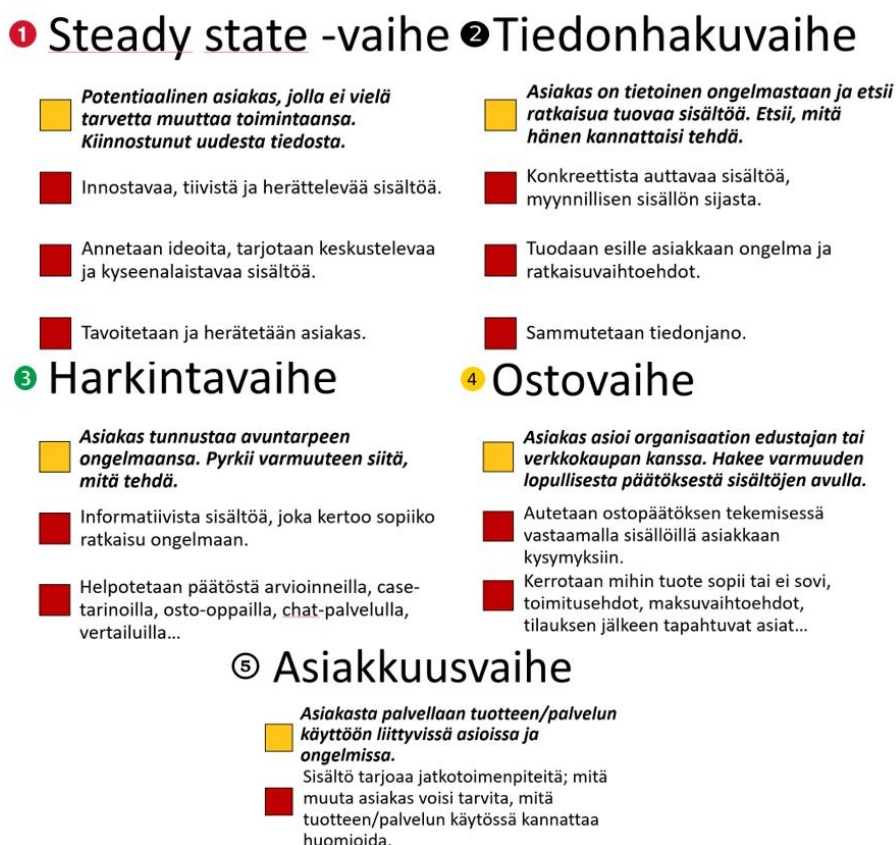 1 Steady state -vaihe
Potentiaalinen asiakas, jolla ei vielä
tarvetta muuttaa toimintaansa.
Kiinnostunut uudesta tiedosta.
Innostavaa, tiivistä ja herättelevää sisältöä.
Annetaan ideoita, tarjotaan keskustelevaa
ja kyseenalaistavaa sisältöä.
Tavoitetaan ja herätetään asiakas.
2 Tiedonhakuvaihe
Asiakas on tietoinen ongelmastaan ja etsii
ratkaisua tuovaa sisältöä. Etsii, mitä
hänen kannattaisi tehdä.
Konkreettista auttavaa sisältöä,
myynnillisen sisällön sijasta.
Tuodaan esille asiakkaan ongelma ja
ratkaisuvaihtoehdot.
Sammutetaan tiedonjano.
3 Harkintavaihe
Asiakas tunnustaa avuntarpeen
ongelmaansa. Pyrkii varmuuteen siitä,
mitä tehdä.
Informatiivista sisältöä, joka kertoo sopiiko
ratkaisu ongelmaan.
Helpotetaan päätöstä arvioinneilla, case-
tarinoilla, osto-oppailla, chat-palvelulla,
vertailuilla...
4 Ostovaihe
Asiakas asioi organisaation edustajan tai
verkkokaupan kanssa. Hakee varmuuden
lopullisesta päätöksestä sisältöjen avulla.
Autetaan ostopäätöksen tekemisessä
vastaamalla sisällöillä asiakkaan
kysymyksiin.
Kerrotaan mihin tuote sopii tai ei sovi,
toimitusehdot, maksuvaihtoehdot,
tilauksen jälkeen tapahtuvat asiat...
5 Asiakkuusvaihe
Asiakasta palvellaan tuotteen/palvelun
käyttöön liittyvissä asioissa ja
ongelmissa.
Sisältö tarjoaa jatkotoimenpiteitä; mitä
muuta asiakas voisi tarvita, mitä
tuotteen/palvelun käytössä kannattaa
huomioida.